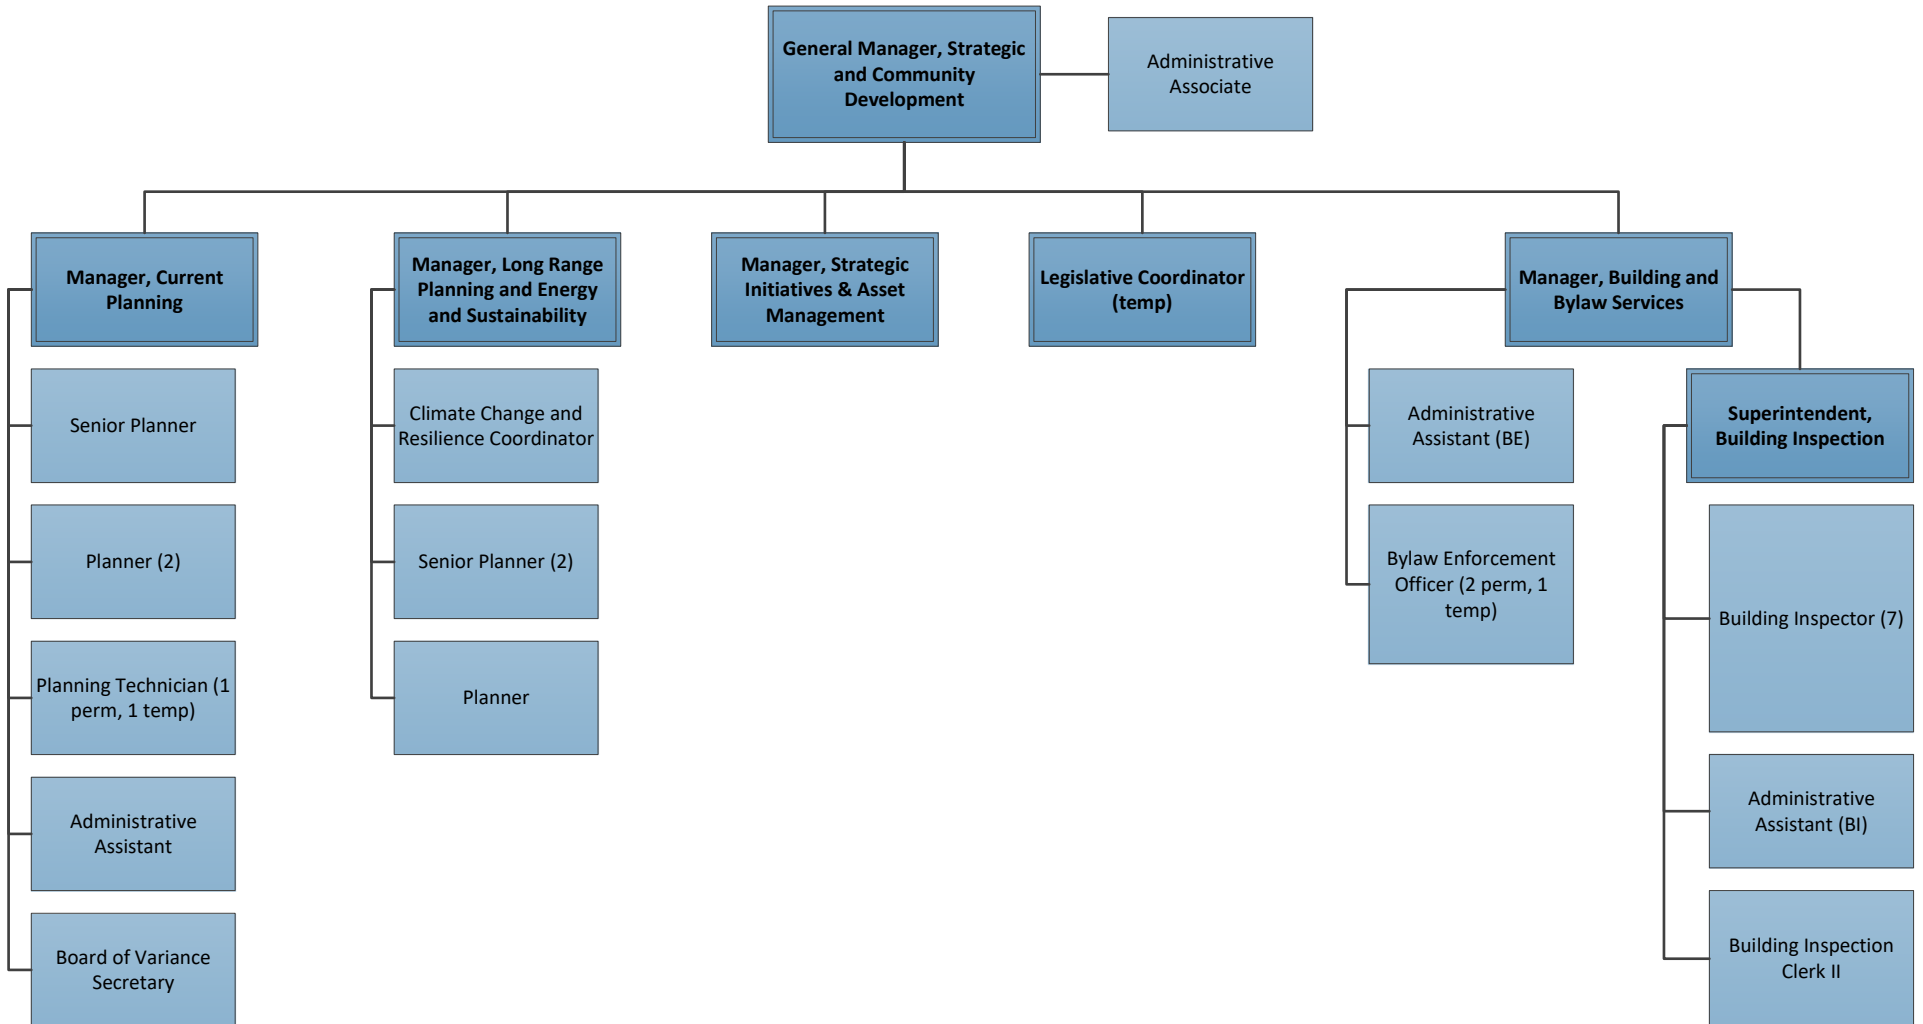 General Manager, Strategic
and Community
Development
Administrative
Associate
Manager, Current
Planning
Manager, Long Range
Planning and Energy
and Sustainability
Manager, Strategic
Initiatives & Asset
Management
Legislative Coordinator
(temp)
Manager, Building and
Bylaw Services
Senior Planner
Planner (2)
Planning Technician (1
perm, 1 temp)
Administrative
Assistant
Board of Variance
Secretary
Climate Change and
Resilience Coordinator
Senior Planner (2)
Planner
Administrative
Assistant (BE)
Bylaw Enforcement
Officer (2 perm, 1
temp)
Superintendent,
Building Inspection
Building Inspector (7)
Administrative
Assistant (BI)
Building Inspection
Clerk II